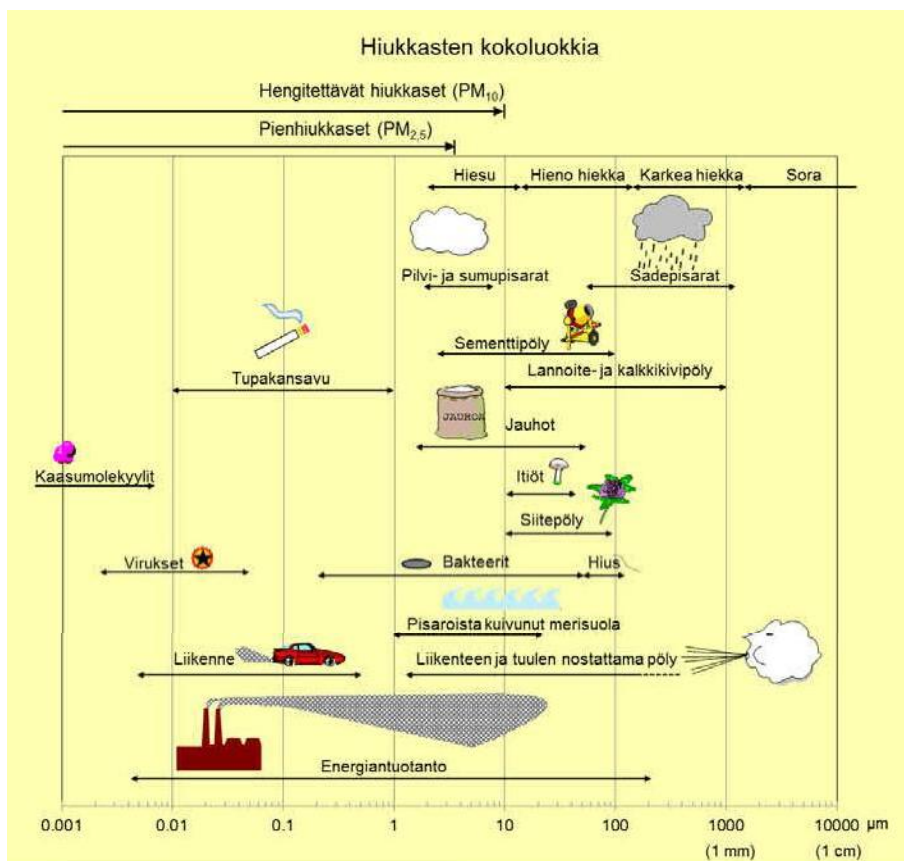 Hiukkasten kokoluokkia
Hengitettävät hiukkaset (PM10)
Pienhiukkaset (PM2,5)
Hiesu Hieno hiekka Karkea hiekka Sora
Pilvi- ja sumupisarat Sadepisarat
Sementtipöly
Tupakansavu Lannoite- ja kalkkikivipöly
JAUHOA
Jauhot
Kaasumolekyylit Itiöt
Siitepöly
Virukset Bakteerit Hius
Pisaroista kuivunut merisuola
Liikenne Liikenteen ja tuulen nostattama pöly
Energiantuotanto
0.001 0.01 0.1 1 10 100 1000 10000 µm
(1 mm) (1 cm)